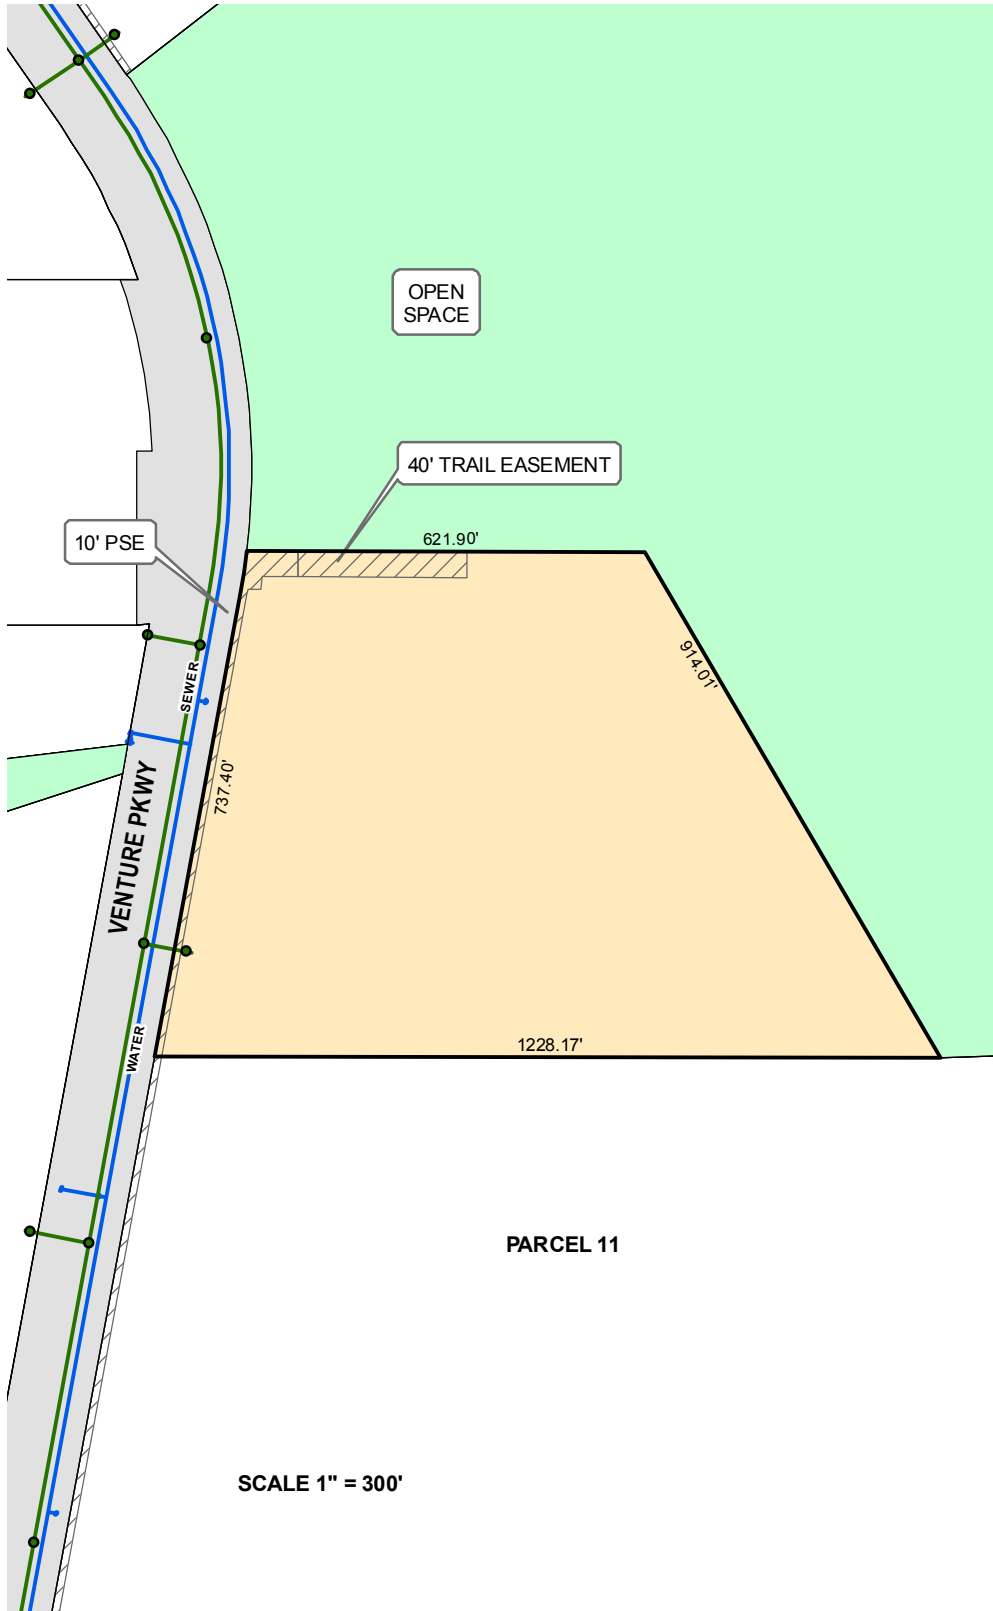 OPEN
SPACE
40' TRAIL EASEMENT
621.90'
10' PSE
914.01'
SEWER
737.40'
VENTURE PKWY
WATER
1228.17'
PARCEL 11
SCALE 1" = 300'